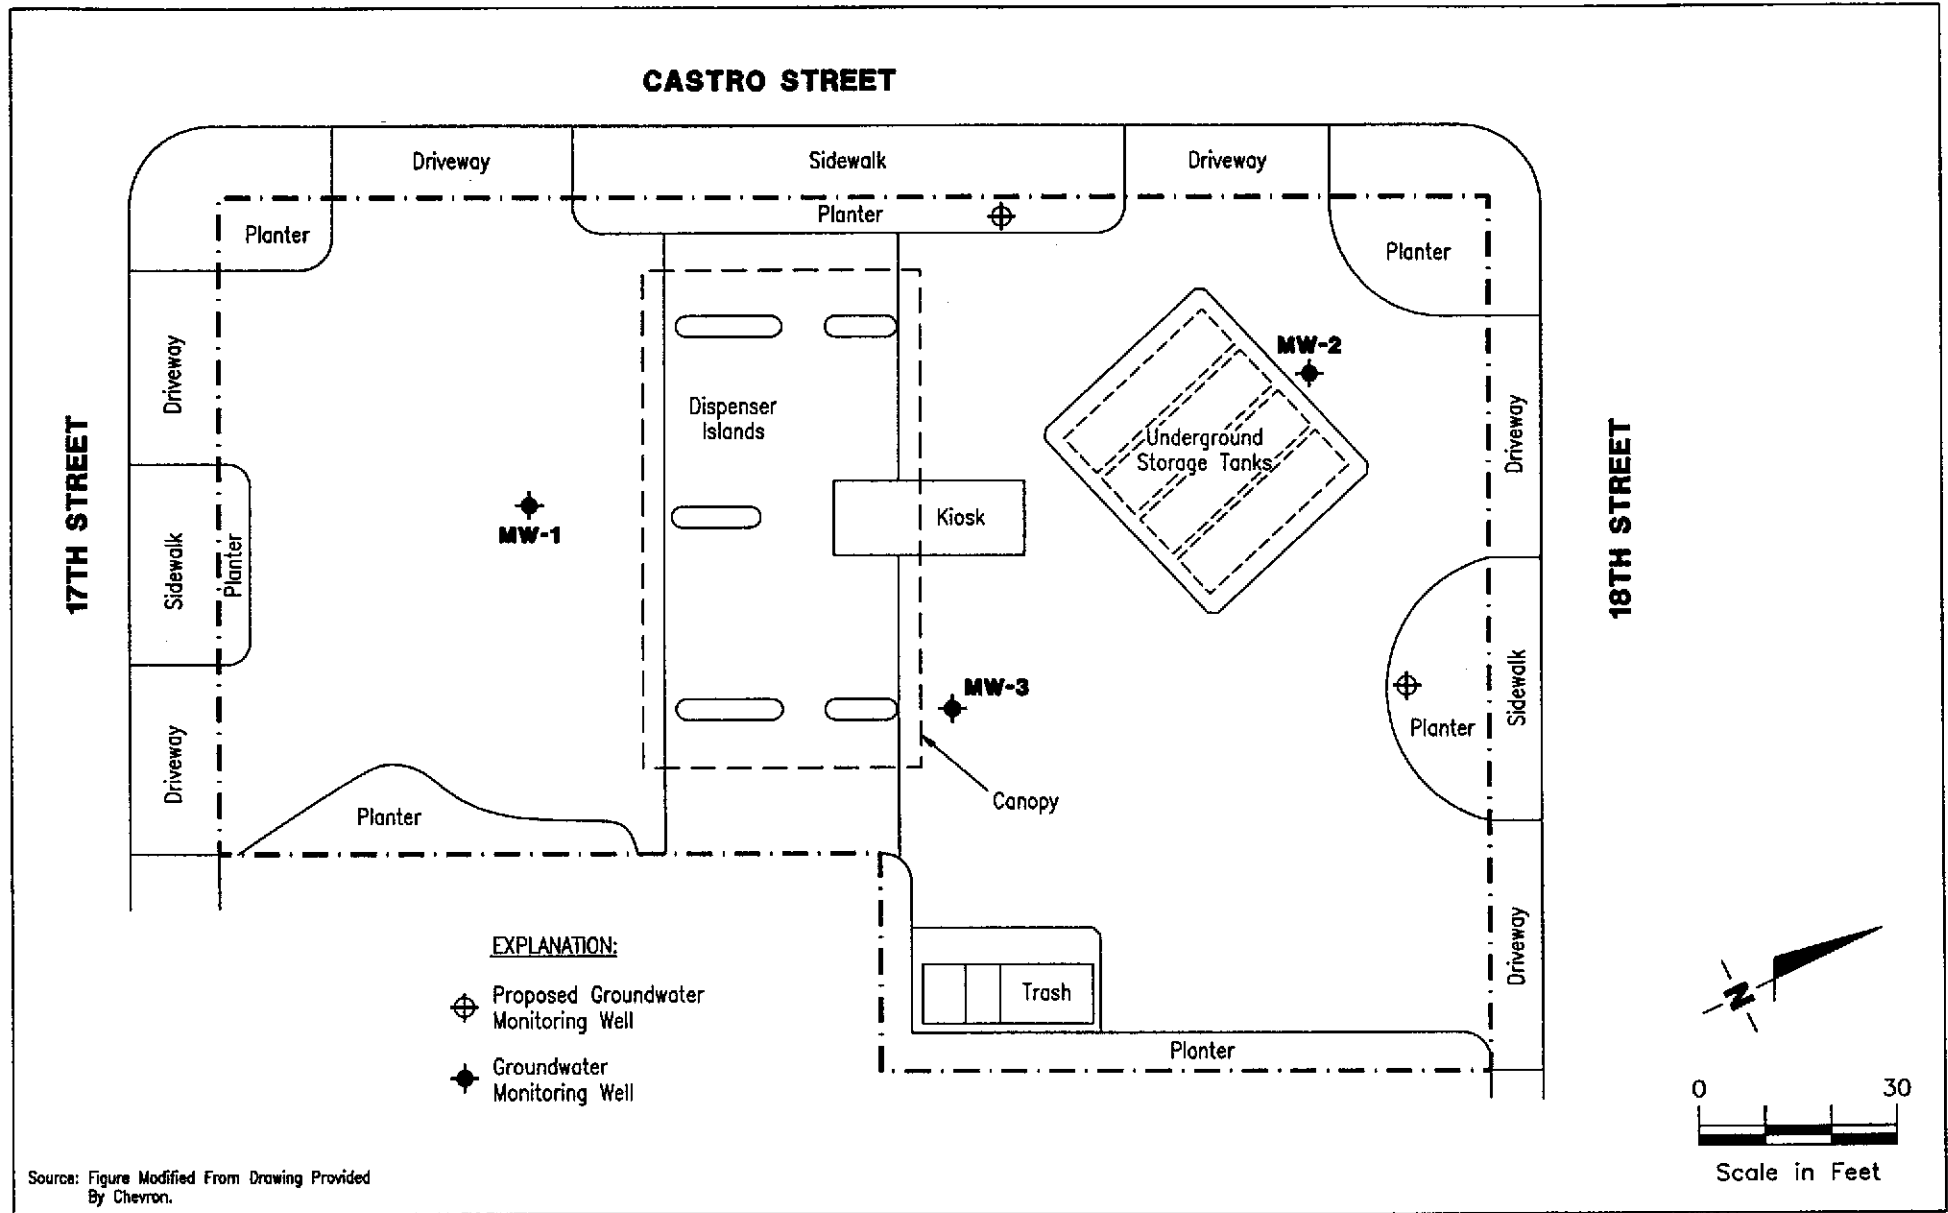 CASTRO STREET
Driveway
Sidewalk
Driveway
Planter
Planter
Planter
Driveway
Dispenser
Islands
MW-2
Underground
Storage Tanks
Driveway
17TH STREET
18TH STREET
MW-1
Kiosk
Sidewalk
Planter
MW-3
Sidewalk
Planter
Driveway
Canopy
Planter
Driveway
EXPLANATION:
Proposed Groundwater
Monitoring Well
Groundwater
Monitoring Well
Trash
Planter
N
0 30
Scale in Feet
Source: Figure Modified From Drawing Provided
By Chevron.